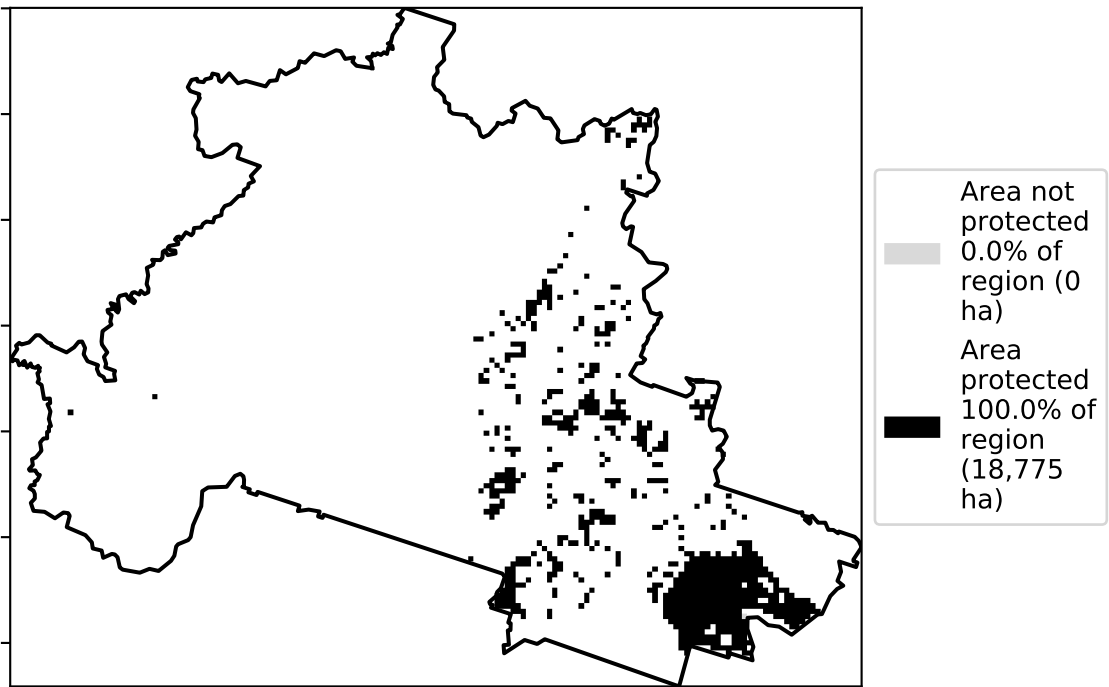 Area not
protected
0.0% of
region (0
ha)
Area
protected
100.0% of
region
(18,775
ha)